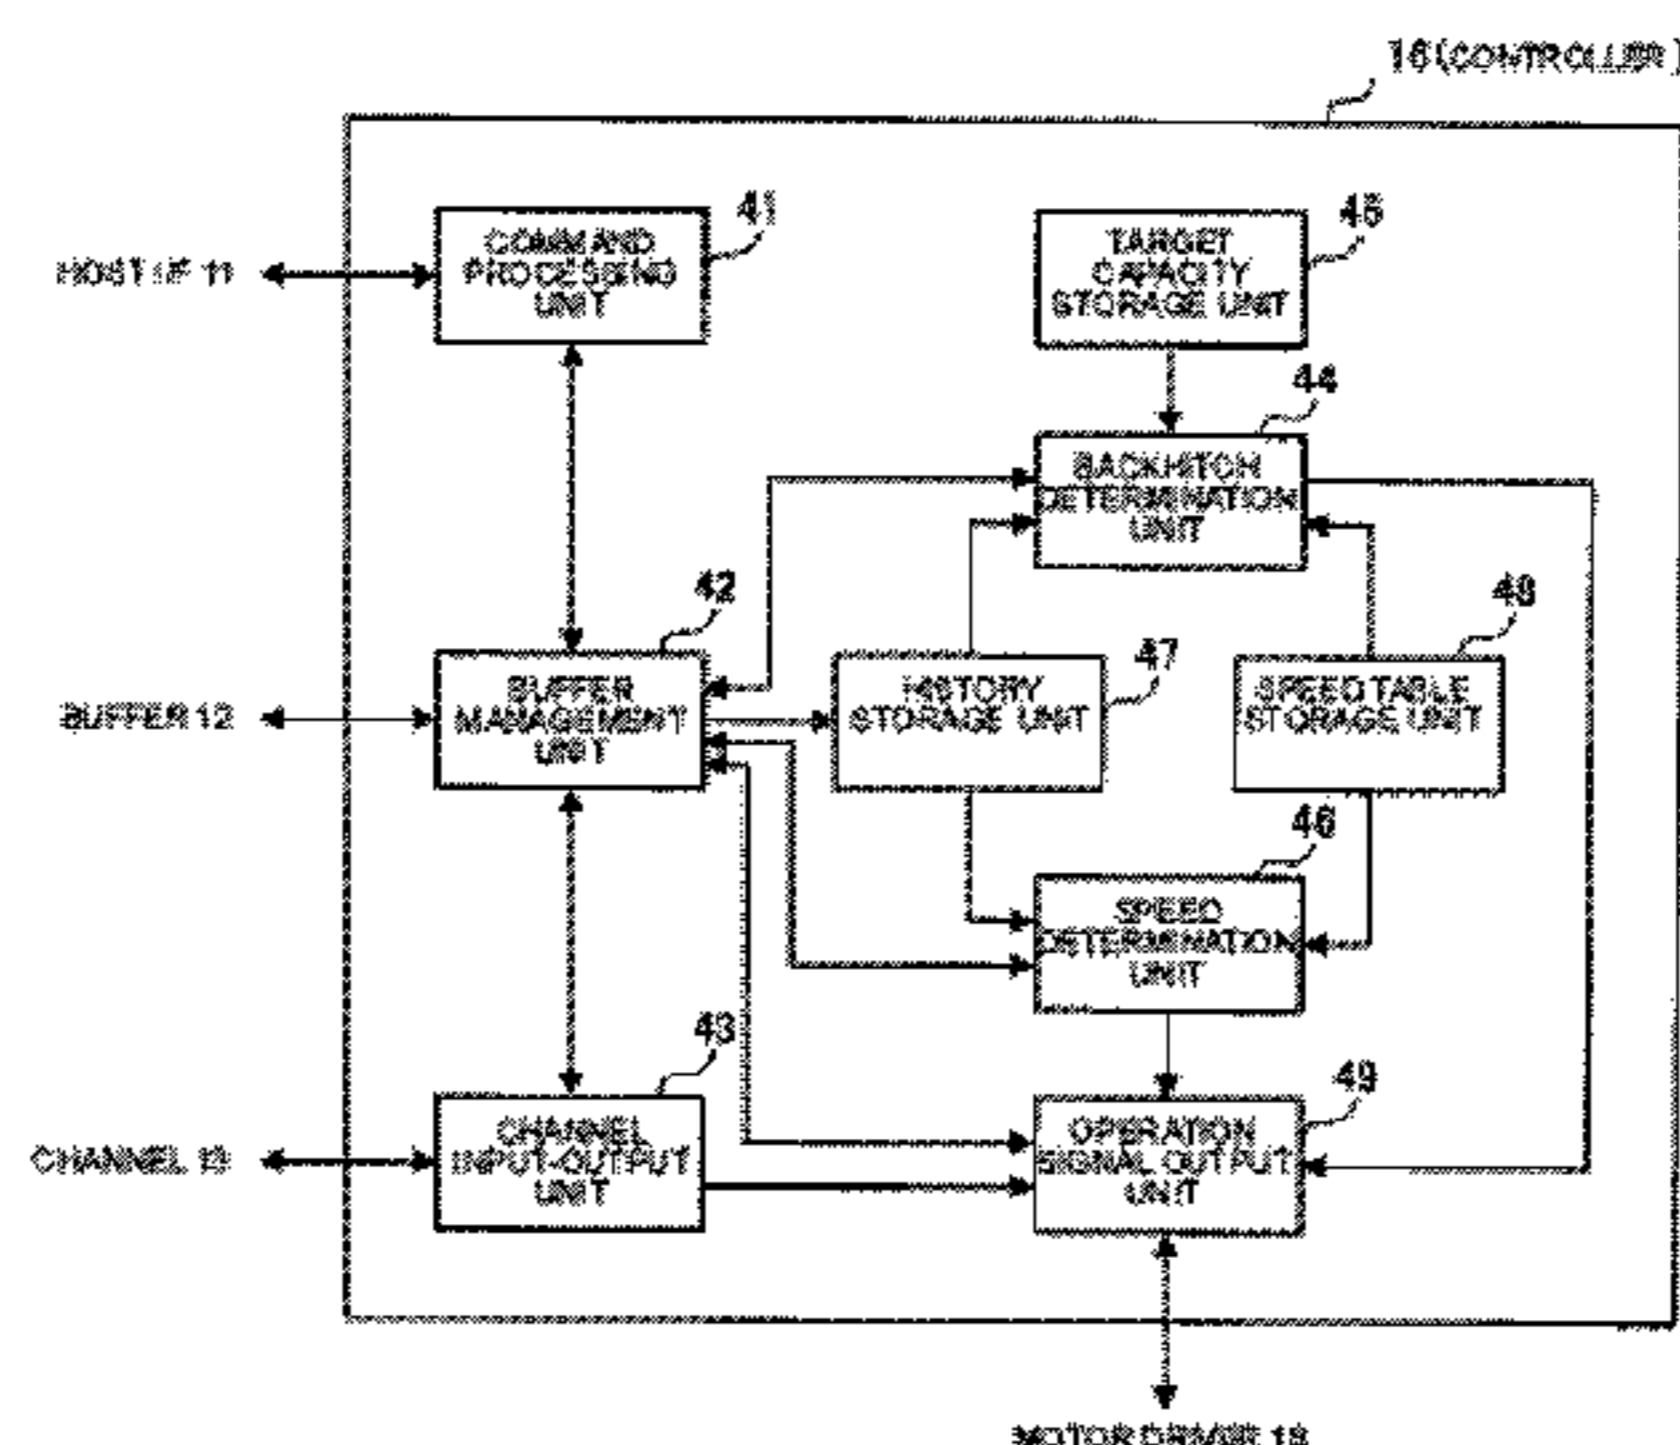 16 (CONTROLLER)
41
COMMAND
PROCESSING
UNIT
HOST I/F 11
45
TARGET
CAPACITY
STORAGE UNIT
44
BACKHITCH
DETERMINATION
UNIT
42
BUFFER
MANAGEMENT
UNIT
BUFFER 12
47
HISTORY
STORAGE UNIT
48
SPEED TABLE
STORAGE UNIT
46
SPEED
DETERMINATION
UNIT
43
CHANNEL
INPUT-OUTPUT
UNIT
CHANNEL 13
49
OPERATION
SIGNAL OUTPUT
UNIT
MOTOR DRIVER